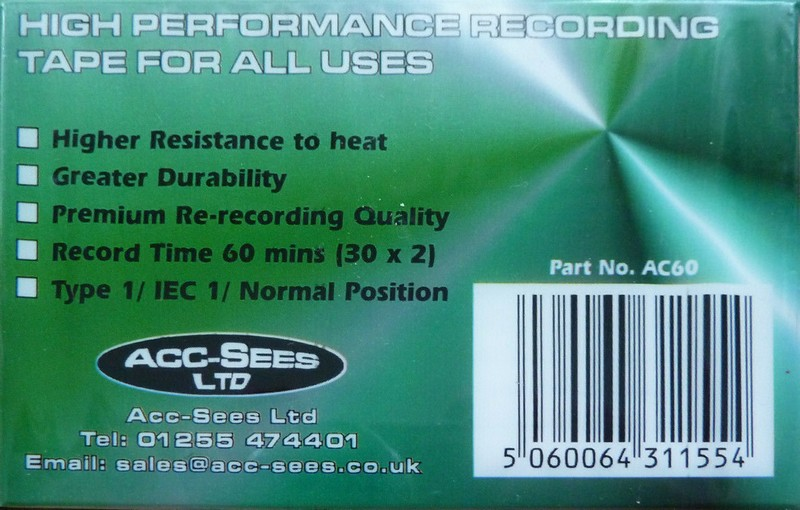 HIGH PERFORMANCE RECORDING
TAPE FOR ALL USES
Higher Resistance to heat
Greater Durability
Premium Re-recording Quality
Record Time 60 mins (30 x 2)
Type 1/ IEC 1/ Normal Position
Part No. AC60
ACC-SEES
LTD
Acc-Sees Ltd
Tel: 01255 474401
Email: sales@acc-sees.co.uk
5 060064 311554